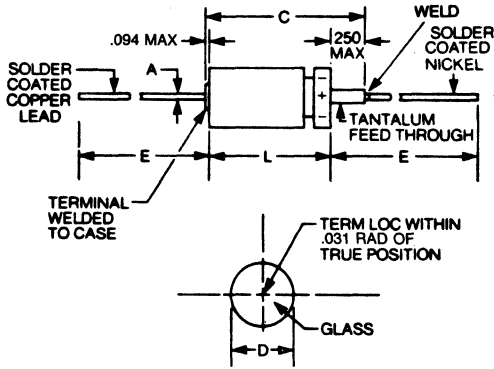 C
WELD
.094 MAX
250
MAX
SOLDER
COATED
NICKEL
SOLDER
COATED
COPPER
LEAD
A
− + −
TANTALUM
FEED THROUGH
E
L
E
TERMINAL
WELDED
TO CASE
TERM LOC WITHIN
.031 RAD OF
TRUE POSITION
GLASS
D